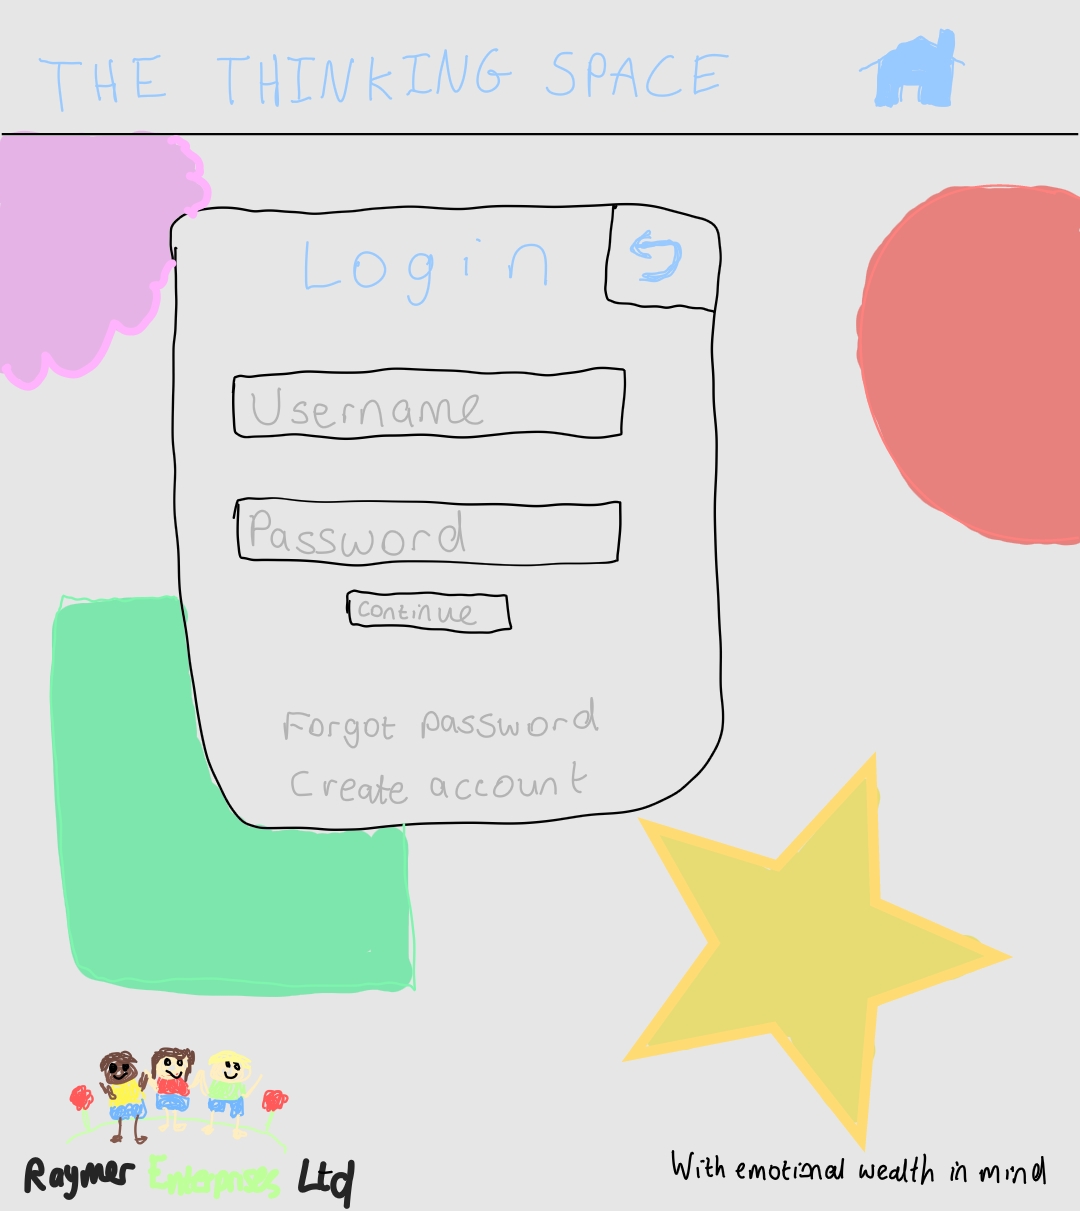 THE THINKING SPACE
Login
Username
Password
Continue
Forgot password
Create account
Raymer Enterprises Ltd
With emotional wealth in mind